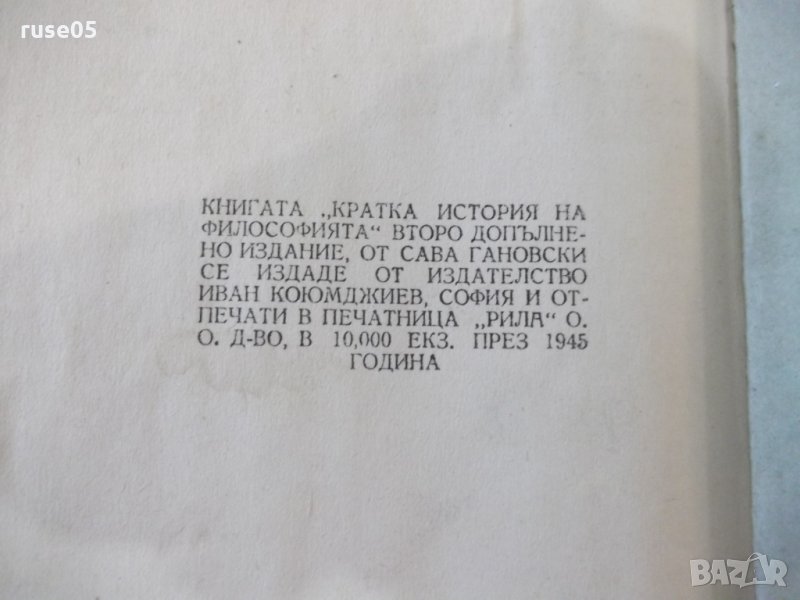 ruse05
КНИГАТА „КРАТКА ИСТОРИЯ НА
ФИЛОСОФИЯТА“ ВТОРО ДОПЪЛНЕ-
НО ИЗДАНИЕ, ОТ САВА ГАНОВСКИ
СЕ ИЗДАДЕ ОТ ИЗДАТЕЛСТВО
ИВАН КОЮМДЖИЕВ, СОФИЯ И ОТ-
ПЕЧАТИ В ПЕЧАТНИЦА „РИЛА“ О.
О. Д-ВО, В 10,000 ЕКЗ. ПРЕЗ 1945
ГОДИНА
BAZAR